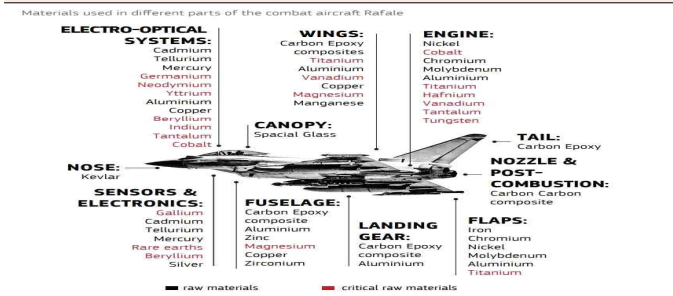 Materials used in different parts of the combat aircraft Rafale
ELECTRO-OPTICAL
SYSTEMS:
Cadmium
Tellurium
Mercury
Germanium
Neodymium
Yttrium
Aluminium
Copper
Beryllium
Indium
Tantalum
Cobalt
WINGS:
Carbon Epoxy
composites
Titanium
Aluminium
Vanadium
Copper
Magnesium
Manganese
ENGINE:
Nickel
Cobalt
Chromium
Molybdenum
Aluminium
Titanium
Hafnium
Vanadium
Tantalum
Tungsten
CANOPY:
Spacial Glass
TAIL:
Carbon Epoxy
NOSE:
Kevlar
NOZZLE &
POST-
COMBUSTION:
Carbon Carbon
composite
SENSORS &
ELECTRONICS:
Gallium
Cadmium
Tellurium
Mercury
Rare earths
Beryllium
Silver
FUSELAGE:
Carbon Epoxy
composite
Aluminium
Zinc
Magnesium
Copper
Zirconium
LANDING
GEAR:
Carbon Epoxy
composite
Aluminium
FLAPS:
Iron
Chromium
Nickel
Molybdenum
Aluminium
Titanium
raw materials
critical raw materials